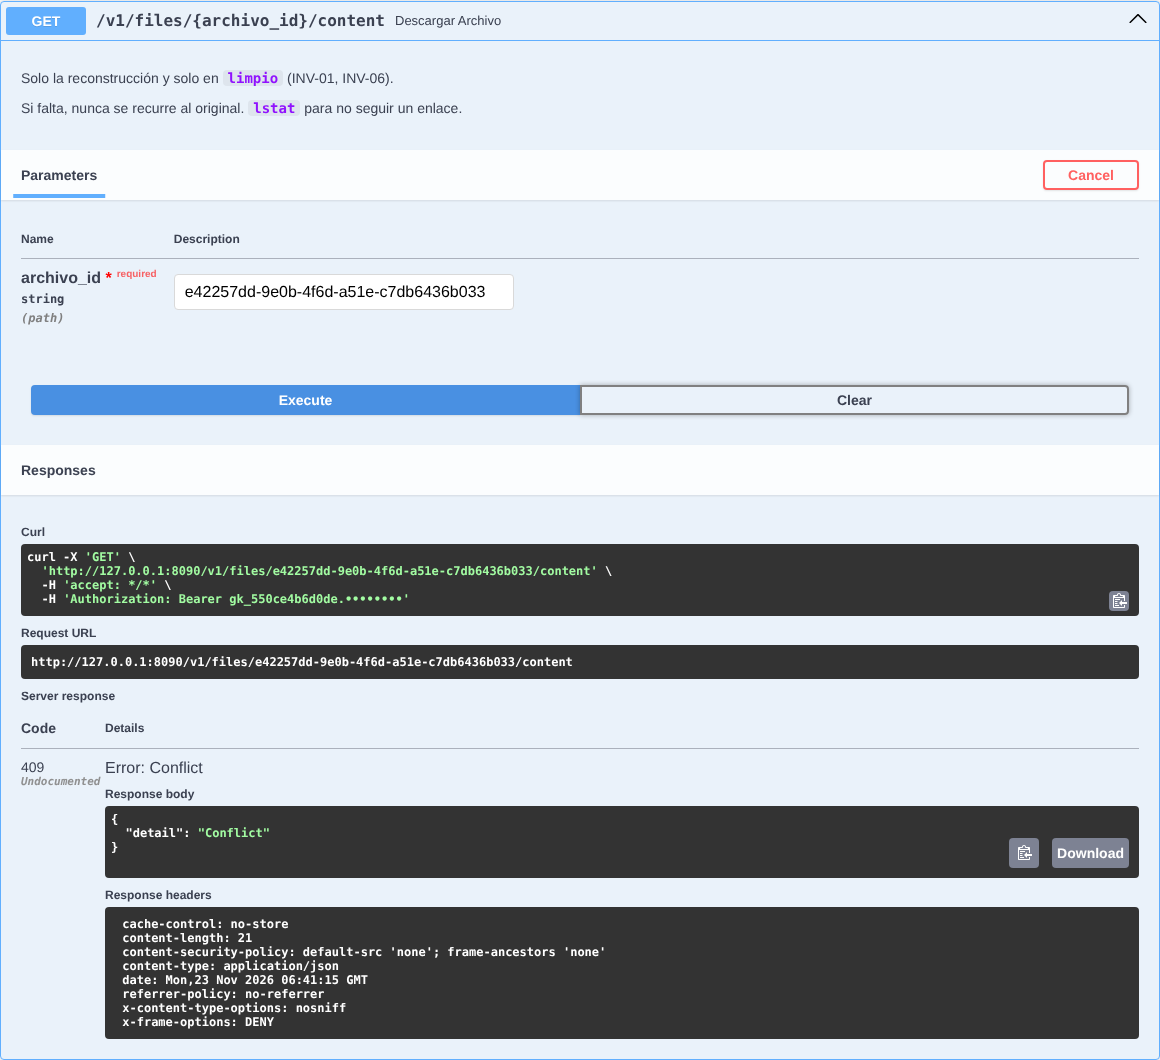 GET /v1/files/{archivo_id}/content Descargar Archivo
Solo la reconstrucción y solo en limpio (INV-01, INV-06).
Si falta, nunca se recurre al original. lstat para no seguir un enlace.
Parameters
Cancel
Name Description
archivo_id * required
string
(path)
e42257dd-9e0b-4f6d-a51e-c7db6436b033
Execute Clear
Responses
Curl
curl -X 'GET' \
'http://127.0.0.1:8090/v1/files/e42257dd-9e0b-4f6d-a51e-c7db6436b033/content' \
-H 'accept: */*' \
-H 'Authorization: Bearer gk_550ce4b6d0de.••••••••'
Request URL
http://127.0.0.1:8090/v1/files/e42257dd-9e0b-4f6d-a51e-c7db6436b033/content
Server response
Code Details
409 Error: Conflict
Undocumented
Response body
{
"detail": "Conflict"
}
Download
Response headers
cache-control: no-store
content-length: 21
content-security-policy: default-src 'none'; frame-ancestors 'none'
content-type: application/json
date: Mon,23 Nov 2026 06:41:15 GMT
referrer-policy: no-referrer
x-content-type-options: nosniff
x-frame-options: DENY